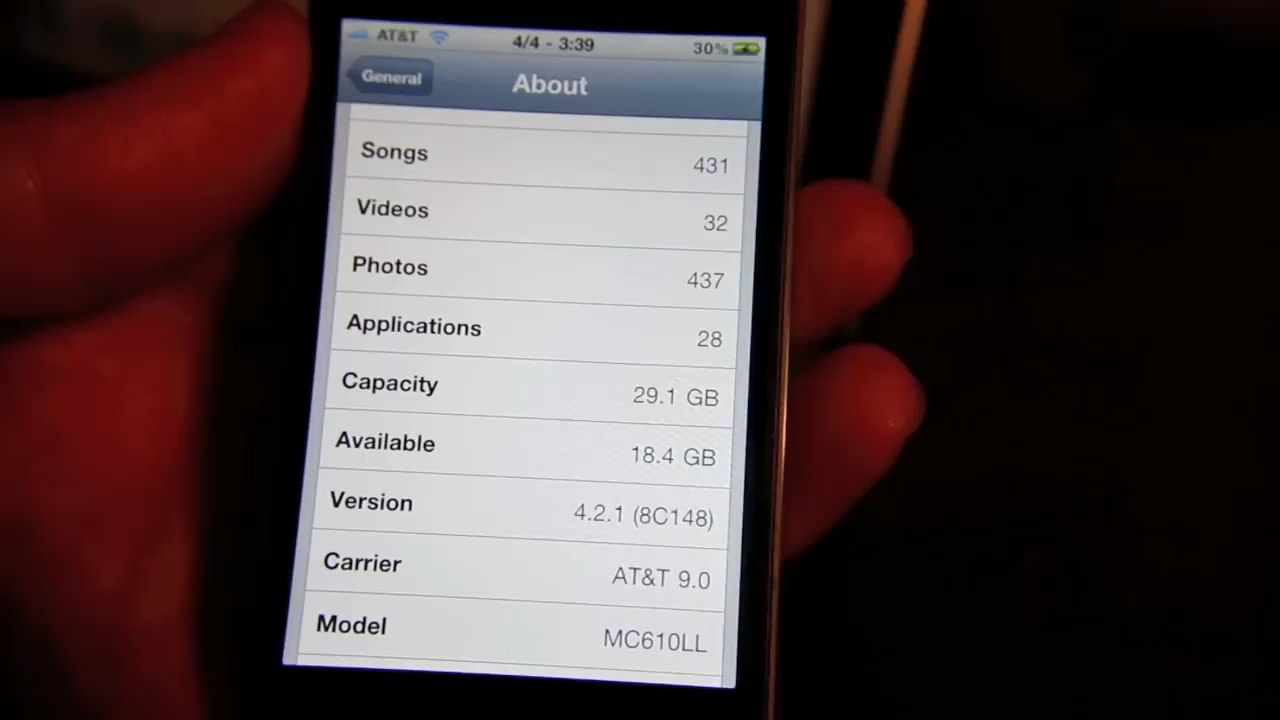 AT&T 4/4 - 3:39 30%
General About
Songs 431
Videos 32
Photos 437
Applications 28
Capacity 29.1 GB
Available 18.4 GB
Version 4.2.1 (8C148)
Carrier AT&T 9.0
Model MC610LL